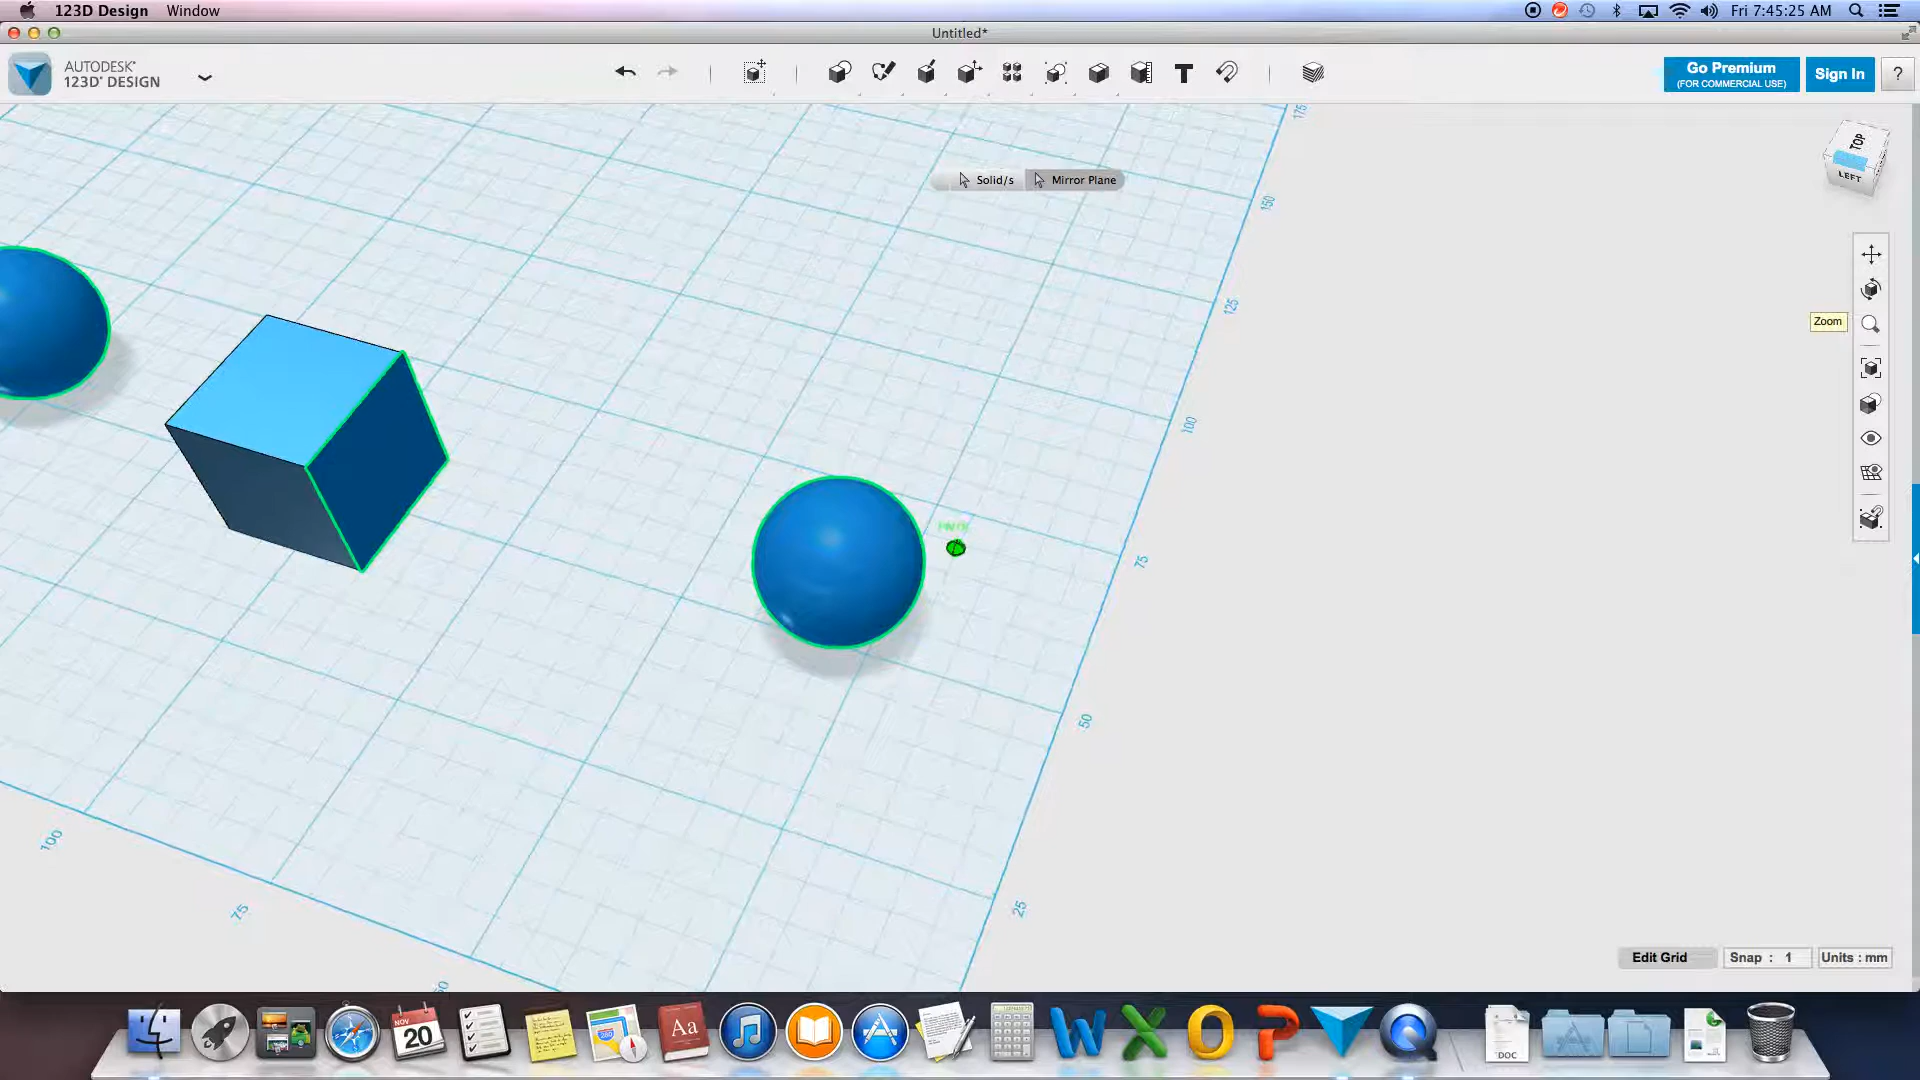 123D Design Window
Fri 7:45:25 AM
Untitled*
AUTODESK®
123D® DESIGN
T
Go Premium
(FOR COMMERCIAL USE)
Sign In
?
Solid/s
Mirror Plane
TOP
LEFT
Zoom
175
150
125
100
75
50
25
100
75
Edit Grid
Snap : 1
Units : mm
NOV
20
280
Aa
W
X
O
P
DOC